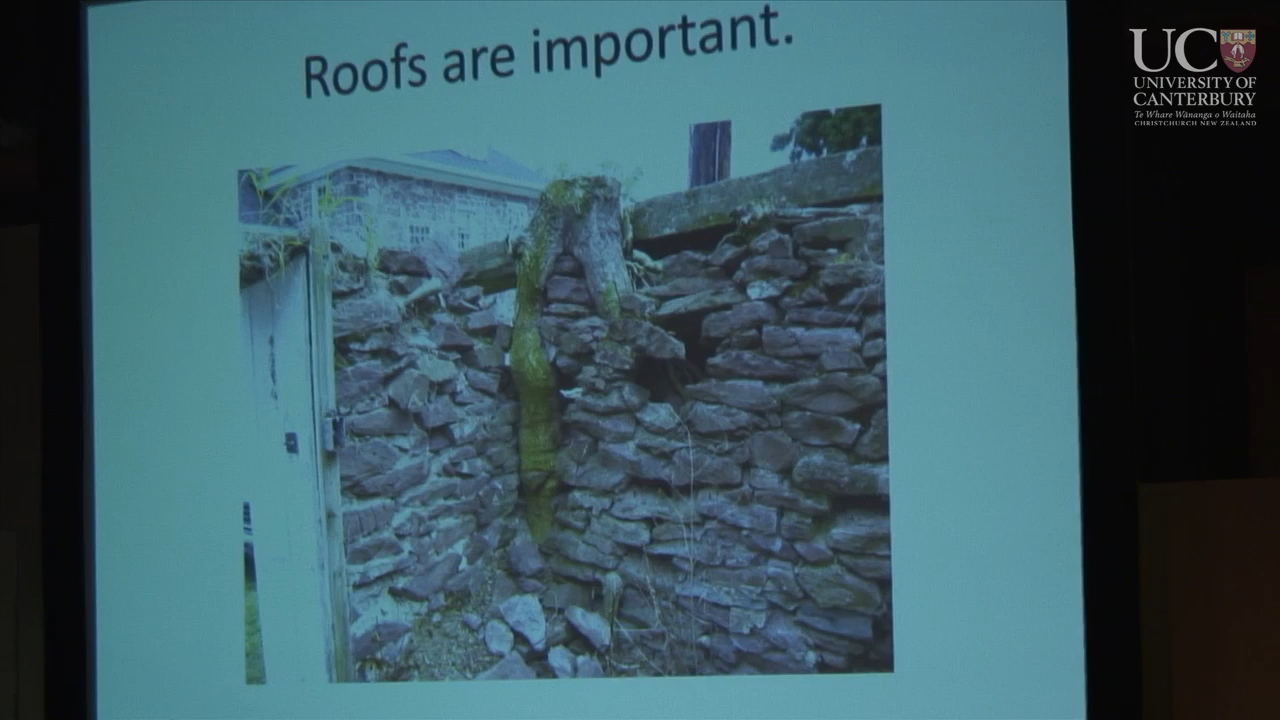 Roofs are important.
UC
UNIVERSITY OF
CANTERBURY
Te Whare Wānanga o Waitaha
CHRISTCHURCH NEW ZEALAND